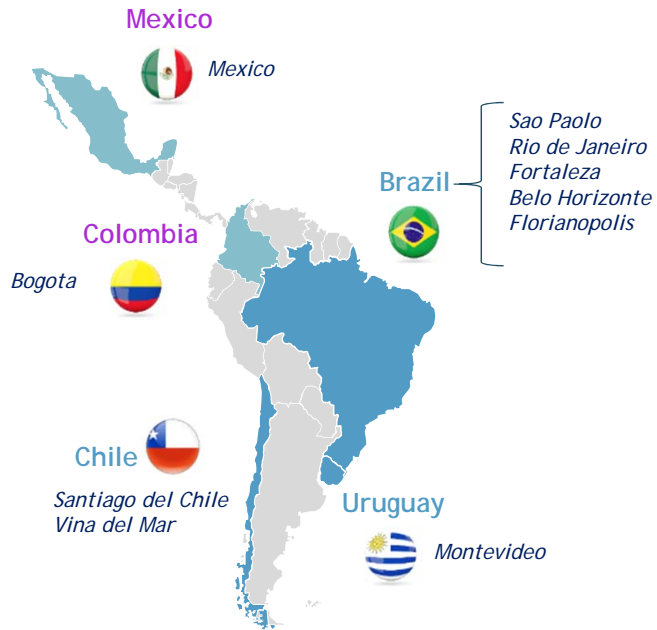 Mexico
Mexico
Brazil
Sao Paolo
Rio de Janeiro
Fortaleza
Belo Horizonte
Florianopolis
Colombia
Bogota
Chile
Santiago del Chile
Vina del Mar
Uruguay
Montevideo